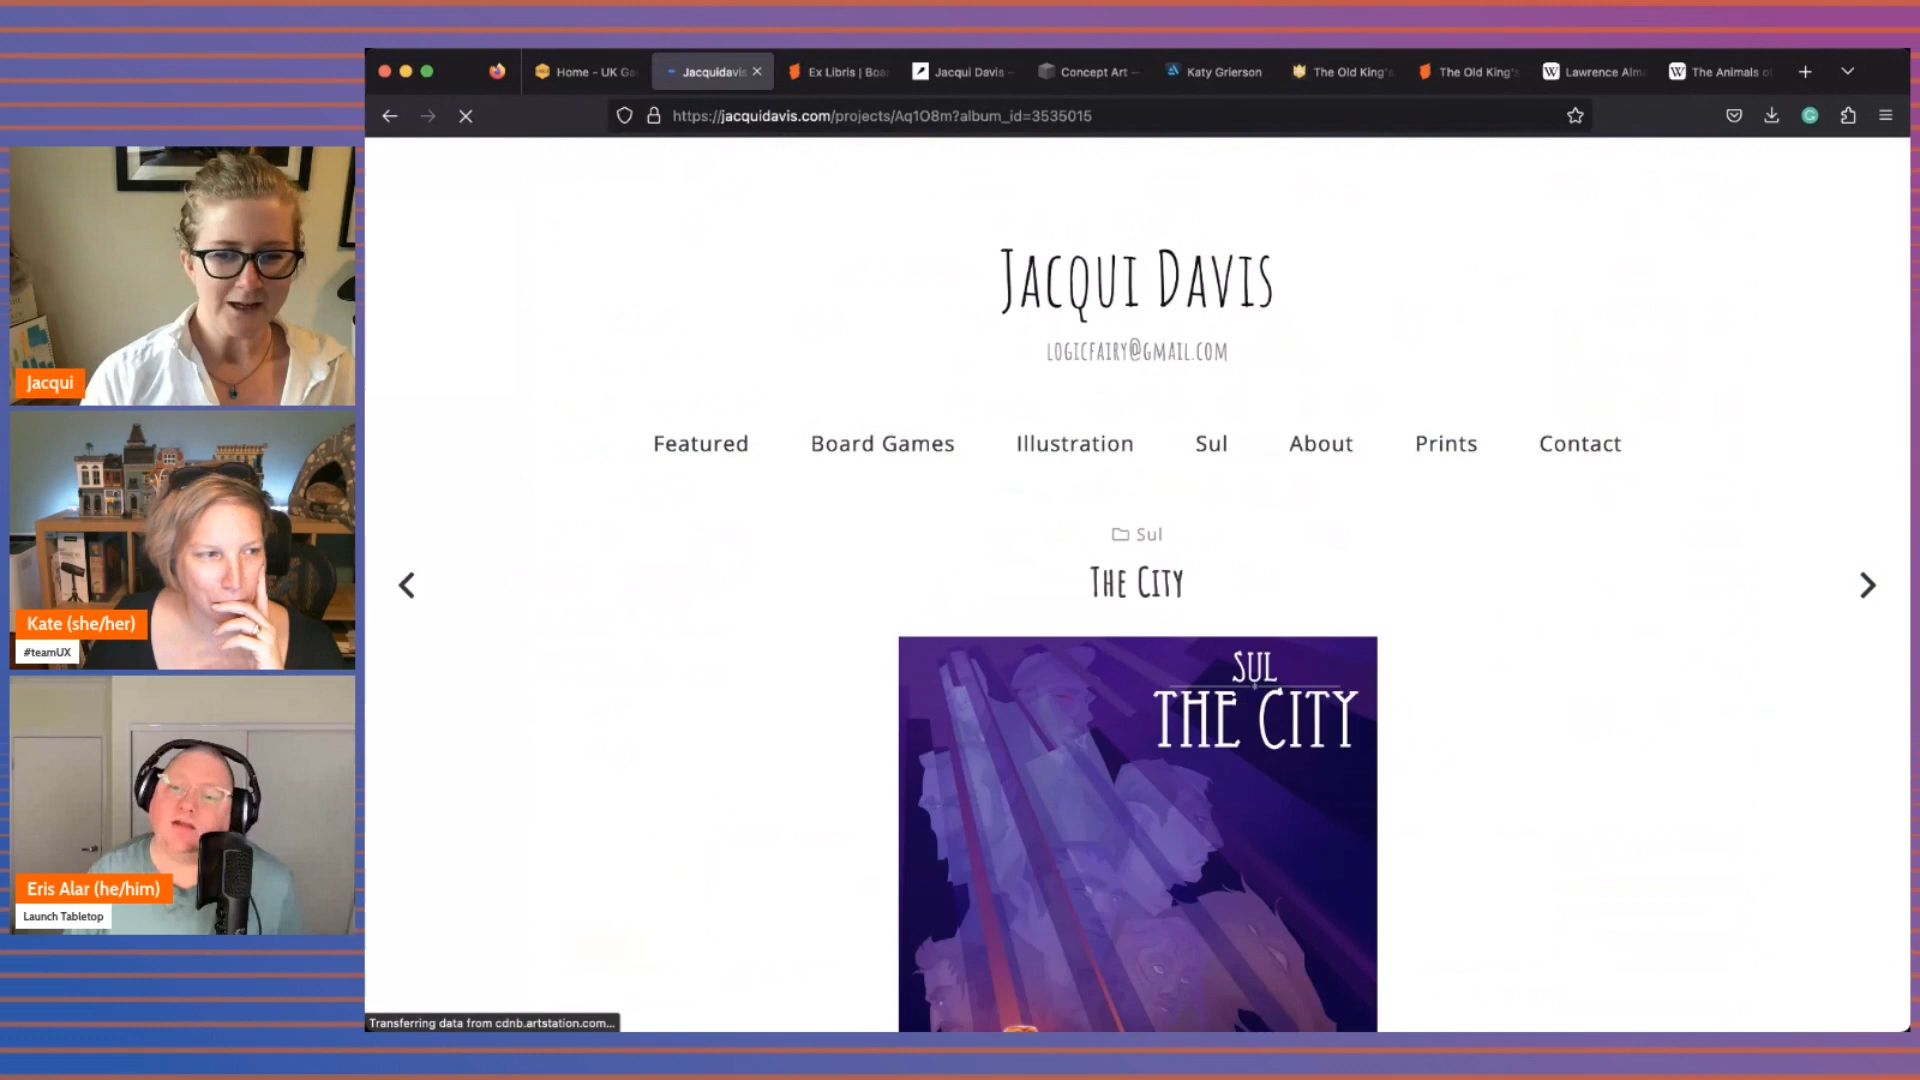 Home - UK Ga
Jacquidavis
Ex Libris | Boa
Jacqui Davis -
Concept Art —
Katy Grierson
The Old King's
The Old King's
Lawrence Alma
The Animals of
https://jacquidavis.com/projects/Aq1O8m?album_id=3535015
Jacqui Davis
logicfairy@gmail.com
Featured Board Games Illustration Sul About Prints Contact
Sul
The City
SUL
THE CITY
Transferring data from cdnb.artstation.com...
Jacqui
Kate (she/her)
#teamUX
Eris Alar (he/him)
Launch Tabletop